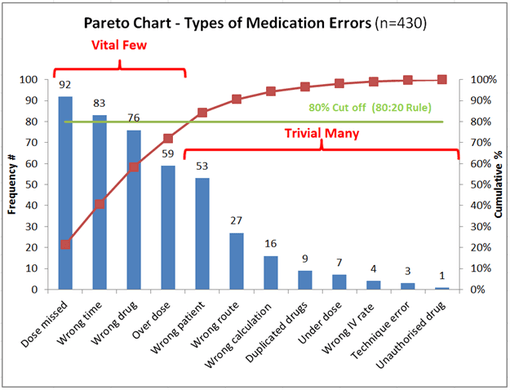 Pareto Chart - Types of Medication Errors (n=430)
Vital Few
80% Cut off (80:20 Rule)
Trivial Many
Frequency #
100
90
80
70
60
50
40
30
20
10
0
92
83
76
59
53
27
16
9
7
4
3
1
100%
90%
80%
70%
60%
50%
40%
30%
20%
10%
0%
Cumulative %
Dose missed
Wrong time
Wrong drug
Over dose
Wrong patient
Wrong route
Wrong calculation
Duplicated drugs
Under dose
Wrong IV rate
Technique error
Unauthorised drug